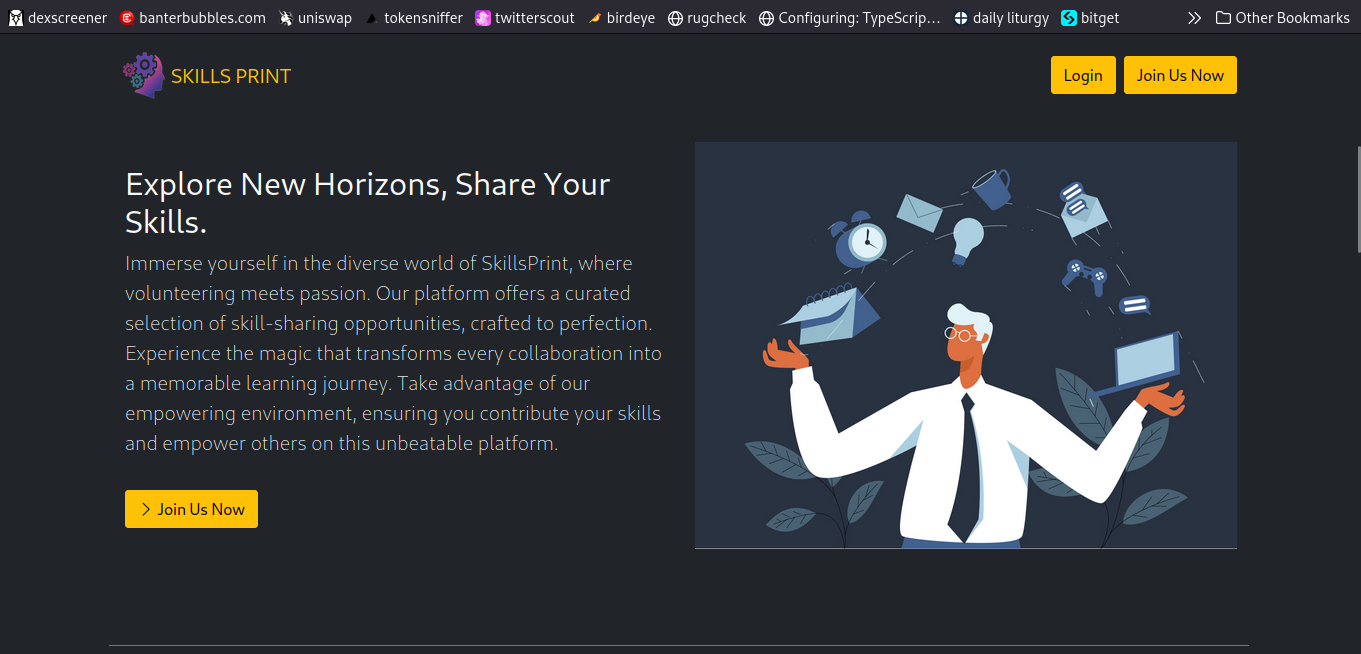 dexscreener banterbubbles.com uniswap tokensniffer twitterscout birdeye rugcheck Configuring: TypeScrip... daily liturgy bitget Other Bookmarks
SKILLS PRINT
Login
Join Us Now
Explore New Horizons, Share Your
Skills.
Immerse yourself in the diverse world of SkillsPrint, where
volunteering meets passion. Our platform offers a curated
selection of skill-sharing opportunities, crafted to perfection.
Experience the magic that transforms every collaboration into
a memorable learning journey. Take advantage of our
empowering environment, ensuring you contribute your skills
and empower others on this unbeatable platform.
Join Us Now